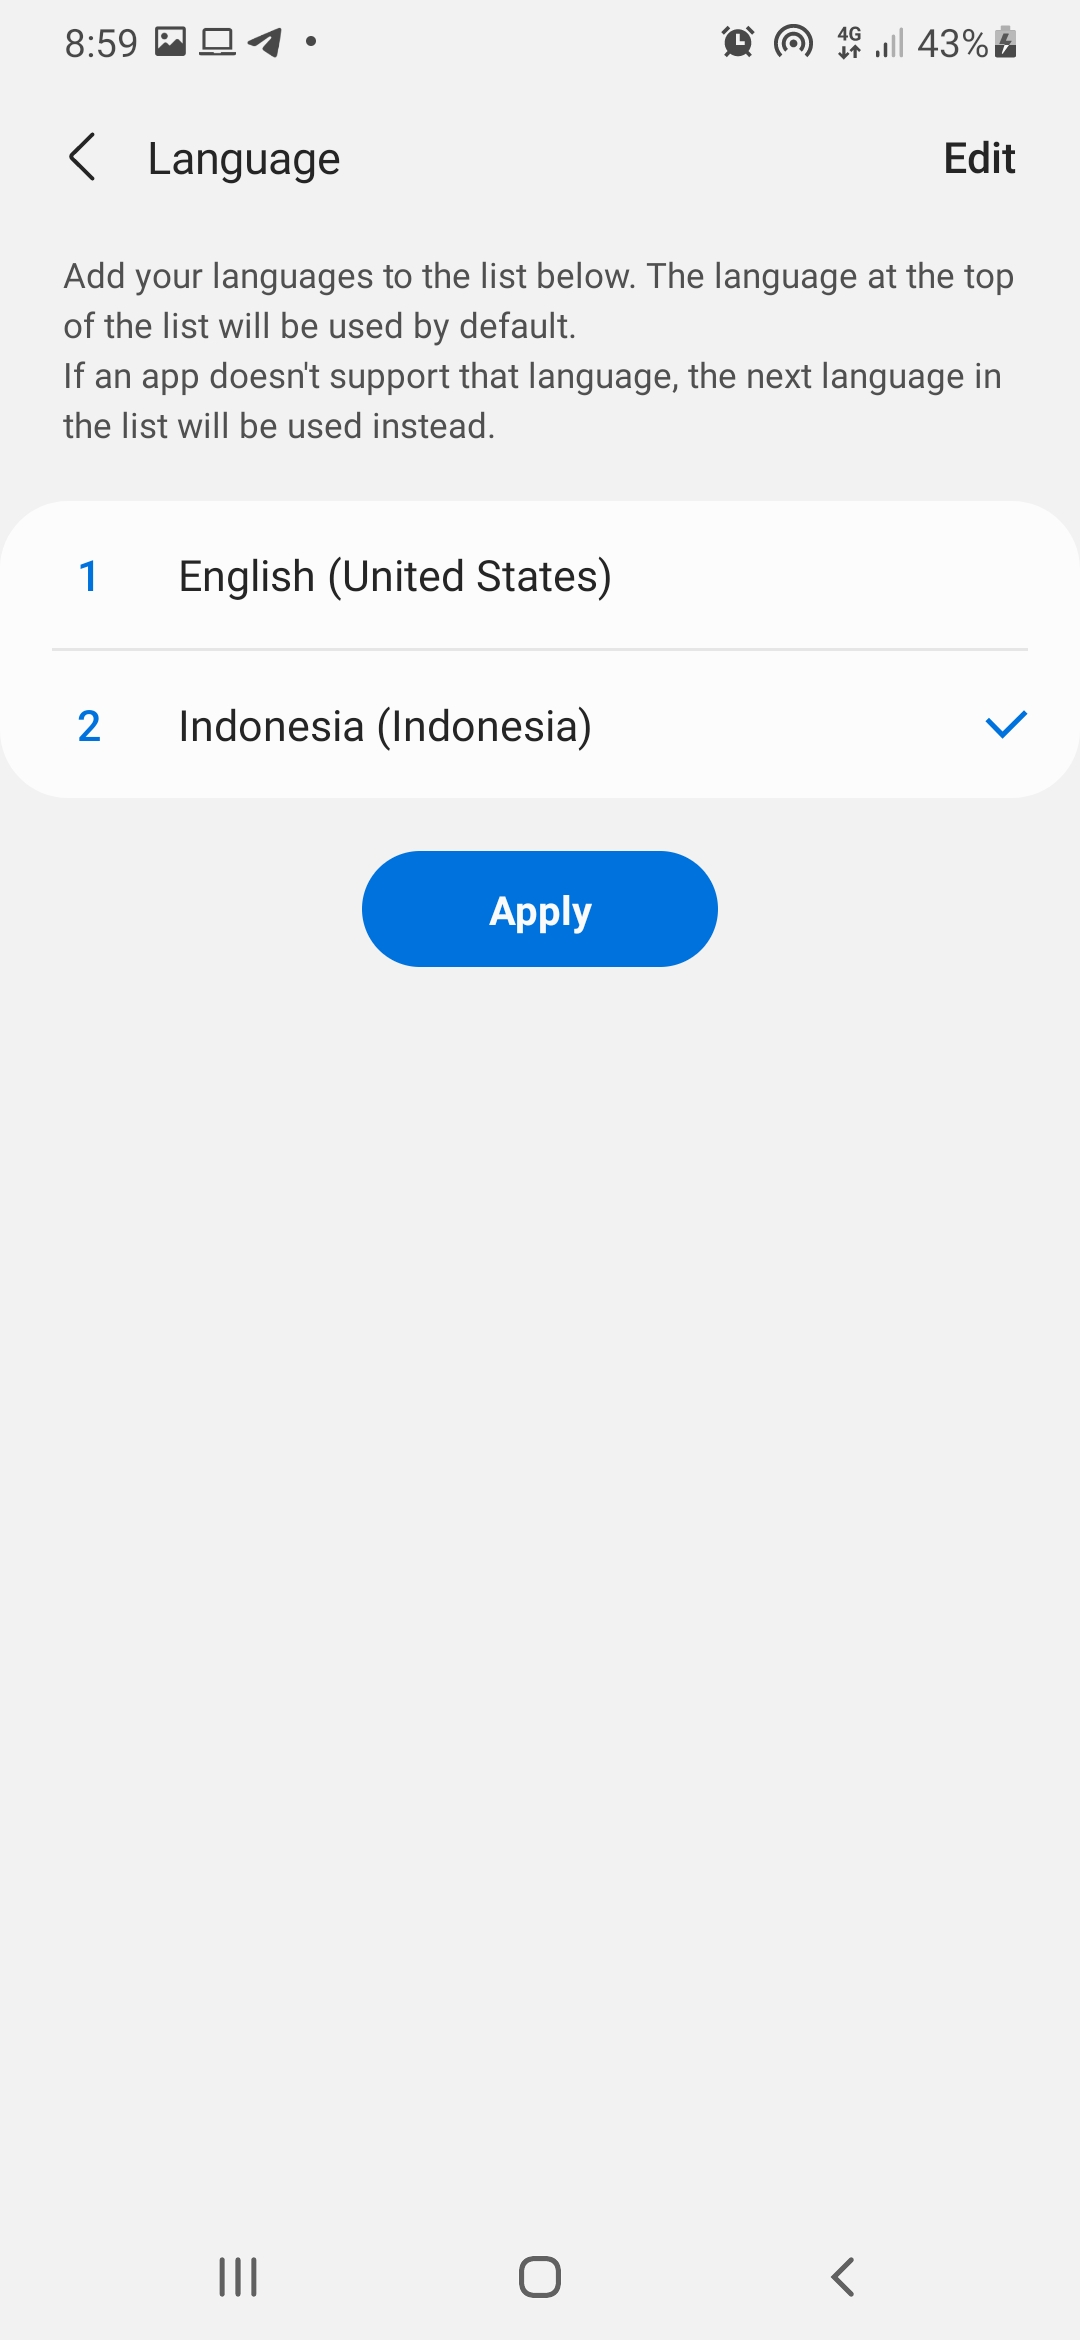 8:59 4G 43%
Language Edit
Add your languages to the list below. The language at the top
of the list will be used by default.
If an app doesn't support that language, the next language in
the list will be used instead.
1 English (United States)
2 Indonesia (Indonesia)
Apply